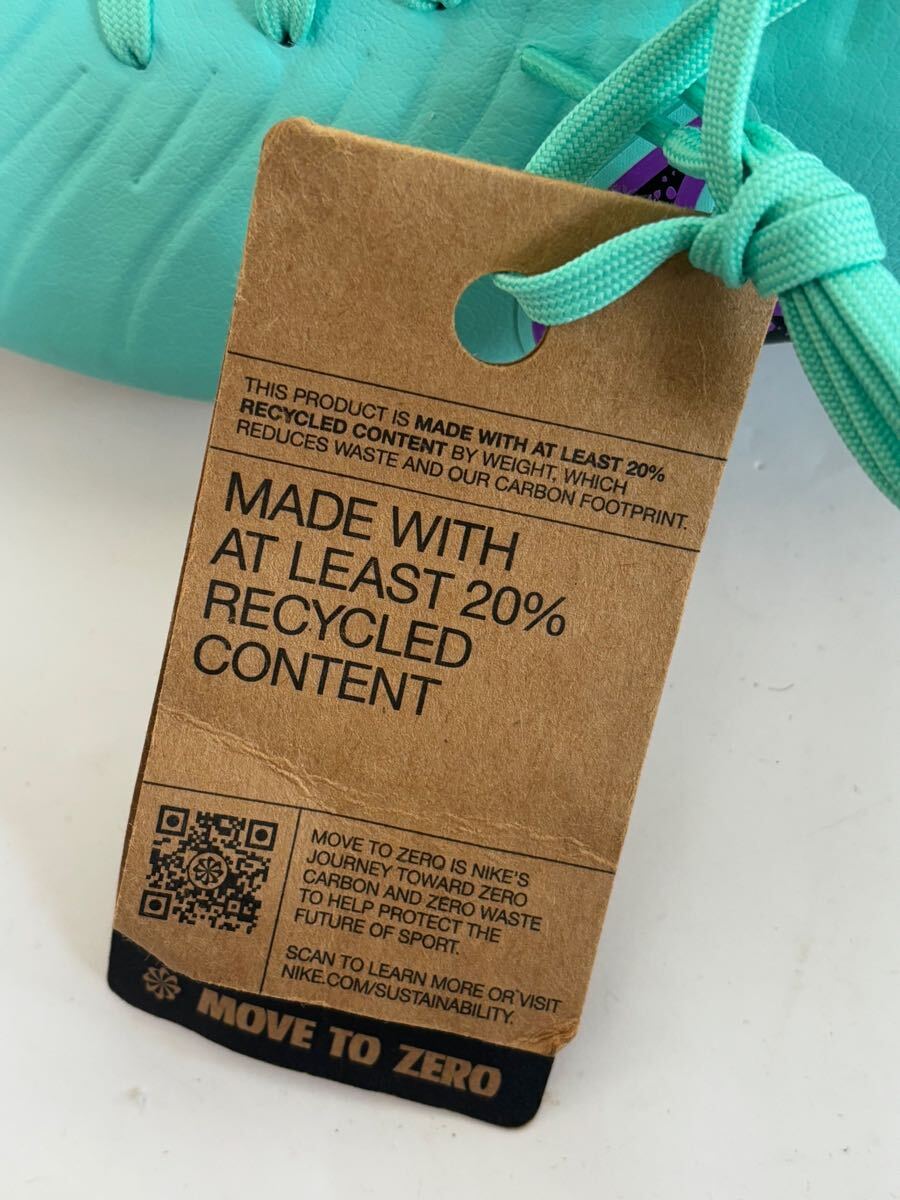 THIS PRODUCT IS MADE WITH AT LEAST 20%
RECYCLED CONTENT BY WEIGHT, WHICH
REDUCES WASTE AND OUR CARBON FOOTPRINT.
MADE WITH
AT LEAST 20%
RECYCLED
CONTENT
MOVE TO ZERO IS NIKE'S
JOURNEY TOWARD ZERO
CARBON AND ZERO WASTE
TO HELP PROTECT THE
FUTURE OF SPORT.
SCAN TO LEARN MORE OR VISIT
NIKE.COM/SUSTAINABILITY.
MOVE TO ZERO